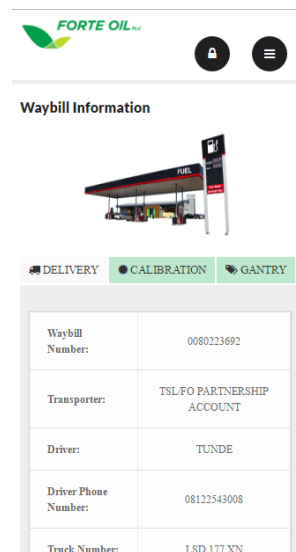 FORTE OIL PLC
Waybill Information
FUEL
DELIVERY
CALIBRATION
GANTRY
Waybill
Number:
0080223692
Transporter:
TSL/FO PARTNERSHIP
ACCOUNT
Driver:
TUNDE
Driver Phone
Number:
08122543008
Truck Number:
LSD 177 XN